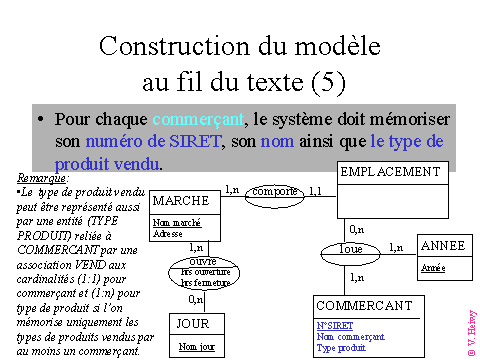 Construction du modèle
au fil du texte (5)
• Pour chaque commerçant, le système doit mémoriser
son numéro de SIRET, son nom ainsi que le type de
produit vendu.
Remarque:
•Le type de produit vendu
peut être représenté aussi
par une entité (TYPE
PRODUIT) reliée à
COMMERCANT par une
association VEND aux
cardinalités (1:1) pour
commerçant et (1:n) pour
type de produit si l'on
mémorise uniquement les
types de produits vendus par
au moins un commerçant.
MARCHE
Nom marché
Adresse
1,n
comporte
1,1
EMPLACEMENT
1,n
ouvre
hrs ouverture
hrs fermeture
0,n
JOUR
Nom jour
0,n
loue
1,n
ANNEE
Année
1,n
COMMERCANT
N°SIRET
Nom commerçant
Type produit
© V. Heiwy